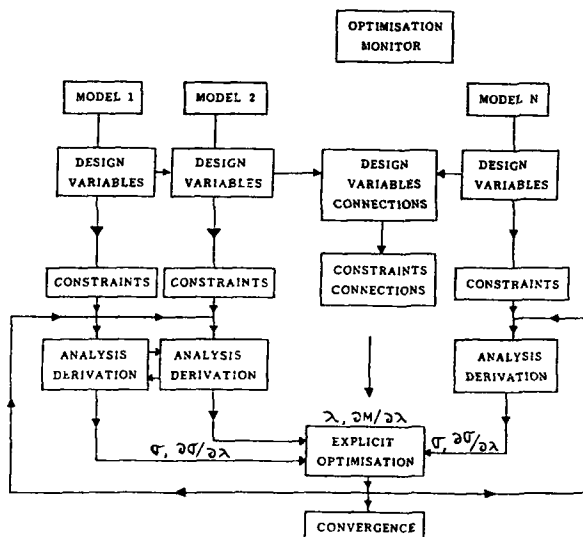 OPTIMISATION
MONITOR
MODEL 1
MODEL 2
MODEL N
DESIGN
VARIABLES
DESIGN
VARIABLES
DESIGN
VARIABLES
CONNECTIONS
DESIGN
VARIABLES
CONSTRAINTS
CONSTRAINTS
CONSTRAINTS
CONNECTIONS
CONSTRAINTS
ANALYSIS
DERIVATION
ANALYSIS
DERIVATION
ANALYSIS
DERIVATION
λ, ∂M/∂λ
EXPLICIT
OPTIMISATION
σ, ∂σ/∂λ
σ, ∂σ/∂λ
CONVERGENCE